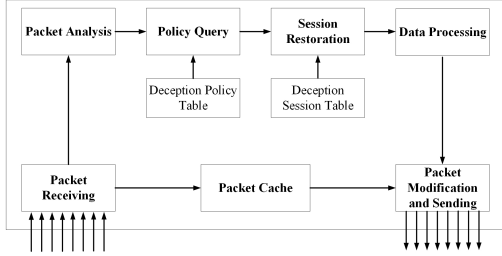 Packet Analysis
Policy Query
Session
Restoration
Data Processing
Deception Policy
Table
Deception
Session Table
Packet
Receiving
Packet Cache
Packet
Modification
and Sending